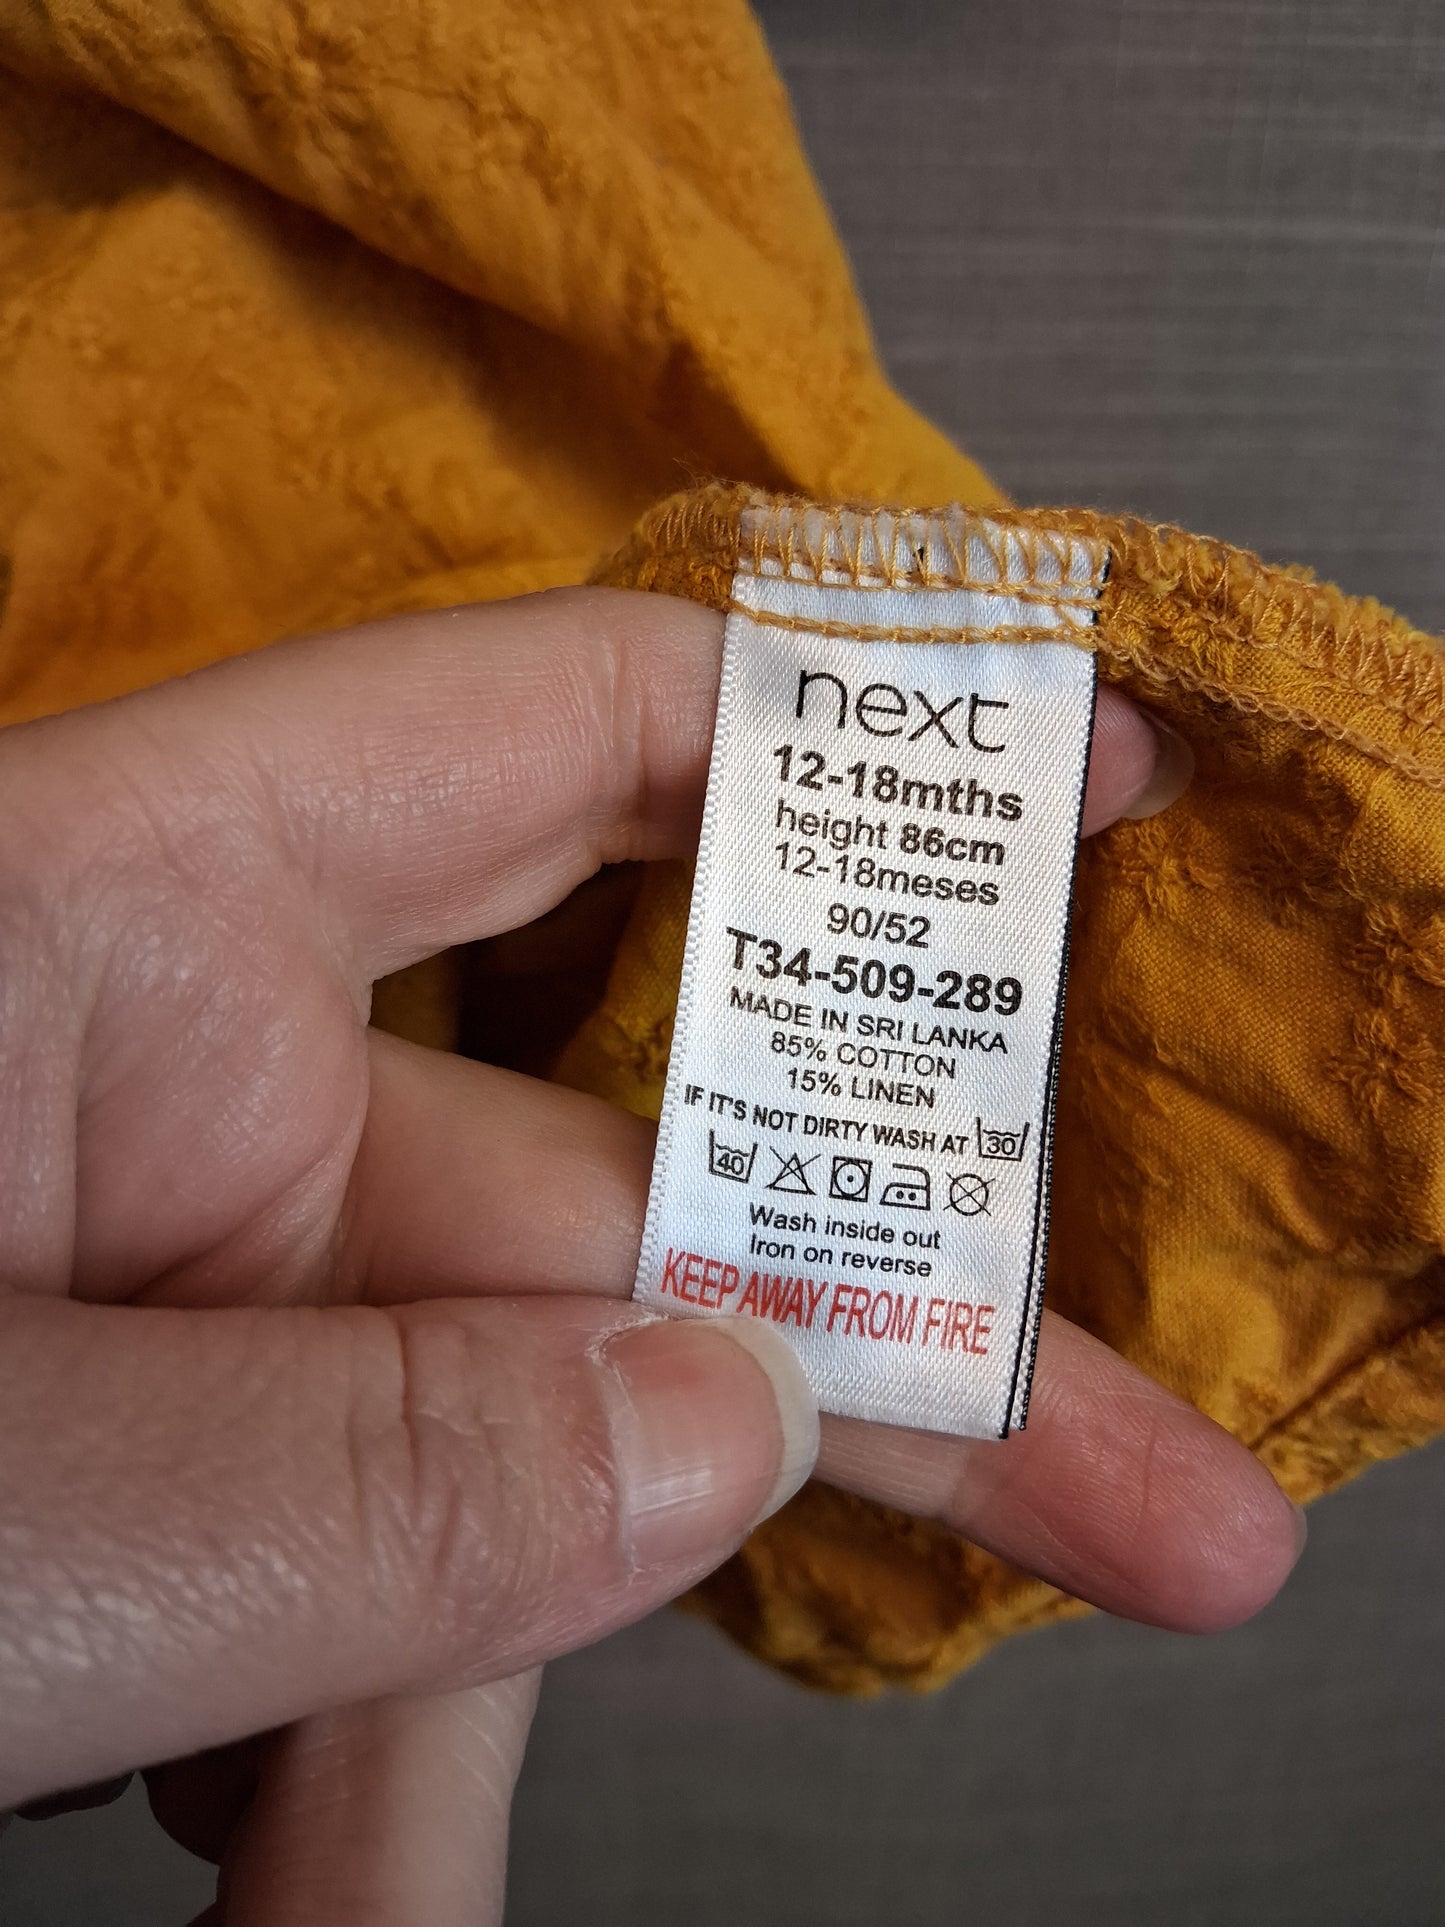 next
12-18mths
height 86cm
12-18meses
90/52
T34-509-289
MADE IN SRI LANKA
85% COTTON
15% LINEN
IF IT'S NOT DIRTY WASH AT 30
40
Wash inside out
Iron on reverse
KEEP AWAY FROM FIRE